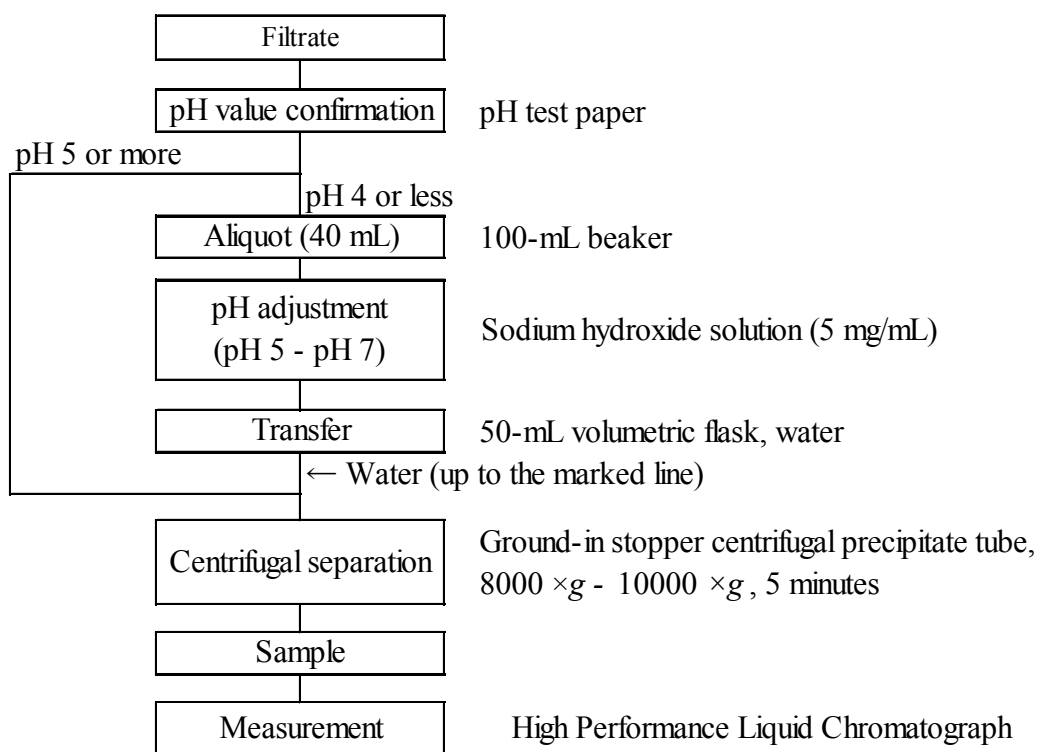 Filtrate
pH value confirmation
pH test paper
pH 5 or more
pH 4 or less
Aliquot (40 mL)
100-mL beaker
pH adjustment
(pH 5 - pH 7)
Sodium hydroxide solution (5 mg/mL)
Transfer
50-mL volumetric flask, water
← Water (up to the marked line)
Centrifugal separation
Ground-in stopper centrifugal precipitate tube,
8000 ×g - 10000 ×g , 5 minutes
Sample
Measurement
High Performance Liquid Chromatograph